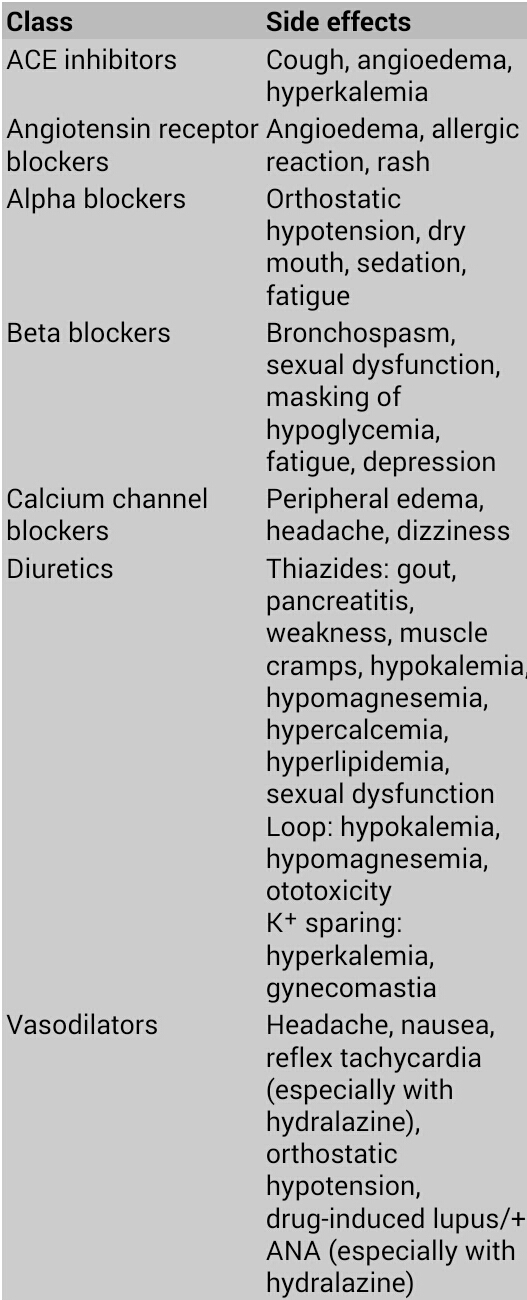 Class Side effects
ACE inhibitors Cough, angioedema,
hyperkalemia
Angiotensin receptor Angioedema, allergic
blockers reaction, rash
Alpha blockers Orthostatic
hypotension, dry
mouth, sedation,
fatigue
Beta blockers Bronchospasm,
sexual dysfunction,
masking of
hypoglycemia,
fatigue, depression
Calcium channel Peripheral edema,
blockers headache, dizziness
Diuretics Thiazides: gout,
pancreatitis,
weakness, muscle
cramps, hypokalemia,
hypomagnesemia,
hypercalcemia,
hyperlipidemia,
sexual dysfunction
Loop: hypokalemia,
hypomagnesemia,
ototoxicity
K⁺ sparing:
hyperkalemia,
gynecomastia
Vasodilators Headache, nausea,
reflex tachycardia
(especially with
hydralazine),
orthostatic
hypotension,
drug-induced lupus/+
ANA (especially with
hydralazine)